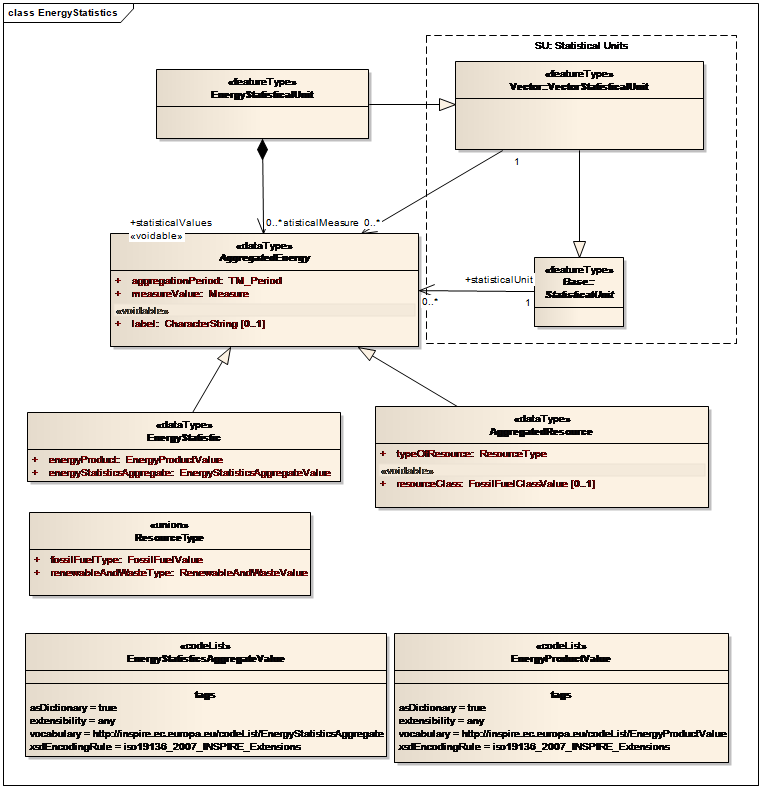 class EnergyStatistics
SU: Statistical Units
«featureType»
EnergyStatisticalUnit
«featureType»
Vector::VectorStatisticalUnit
1
+statisticalValues
0..*
atisticalMeasure 0..*
«voidable»
«dataType»
AggregatedEnergy
+ aggregationPeriod: TM_Period
+ measureValue: Measure
«voidable»
+ label: CharacterString [0..1]
+statisticalUnit
0..*
1
«featureType»
Base::
StatisticalUnit
«dataType»
EnergyStatistic
+ energyProduct: EnergyProductValue
+ energyStatisticsAggregate: EnergyStatisticsAggregateValue
«dataType»
AggregatedResource
+ typeOfResource: ResourceType
«voidable»
+ resourceClass: FossilFuelClassValue [0..1]
«union»
ResourceType
+ fossilFuelType: FossilFuelValue
+ renewableAndWasteType: RenewableAndWasteValue
«codeList»
EnergyStatisticsAggregateValue
tags
asDictionary = true
extensibility = any
vocabulary = http://inspire.ec.europa.eu/codeList/EnergyStatisticsAggregate
xsdEncodingRule = iso19136_2007_INSPIRE_Extensions
«codeList»
EnergyProductValue
tags
asDictionary = true
extensibility = any
vocabulary = http://inspire.ec.europa.eu/codeList/EnergyProductValue
xsdEncodingRule = iso19136_2007_INSPIRE_Extensions